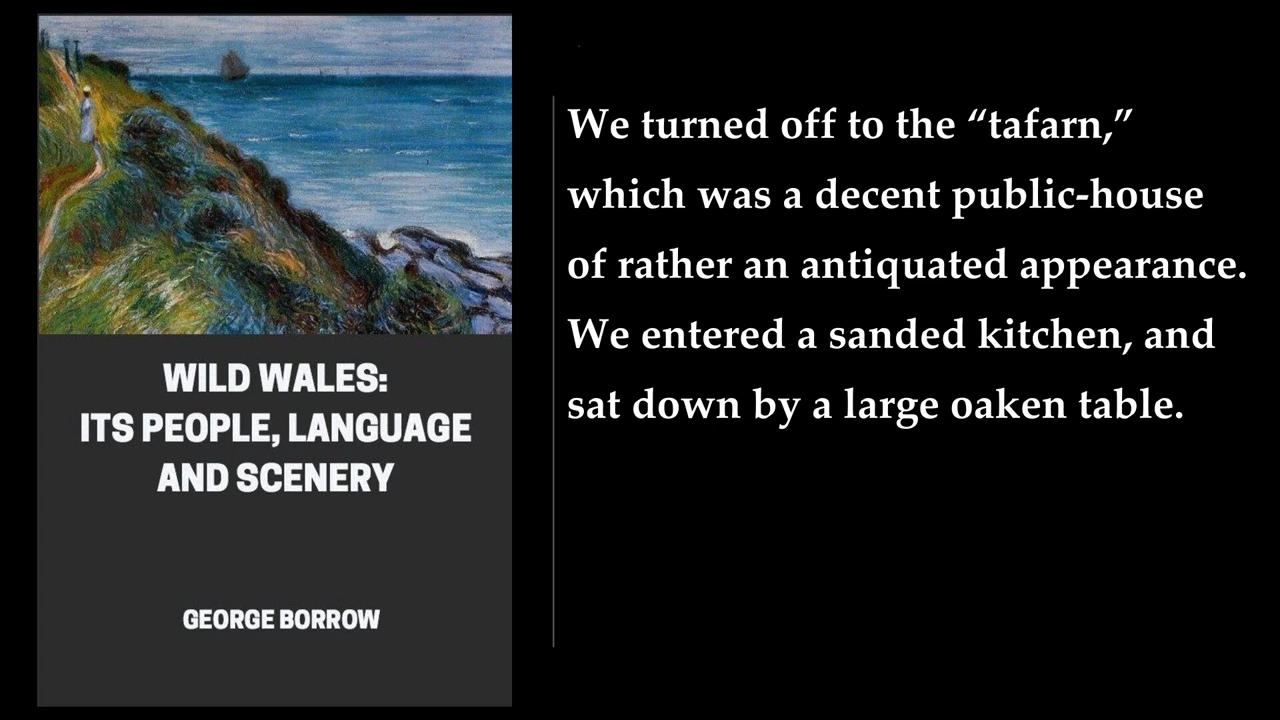 WILD WALES:
ITS PEOPLE, LANGUAGE
AND SCENERY
GEORGE BORROW
We turned off to the “tafarn,”
which was a decent public-house
of rather an antiquated appearance.
We entered a sanded kitchen, and
sat down by a large oaken table.